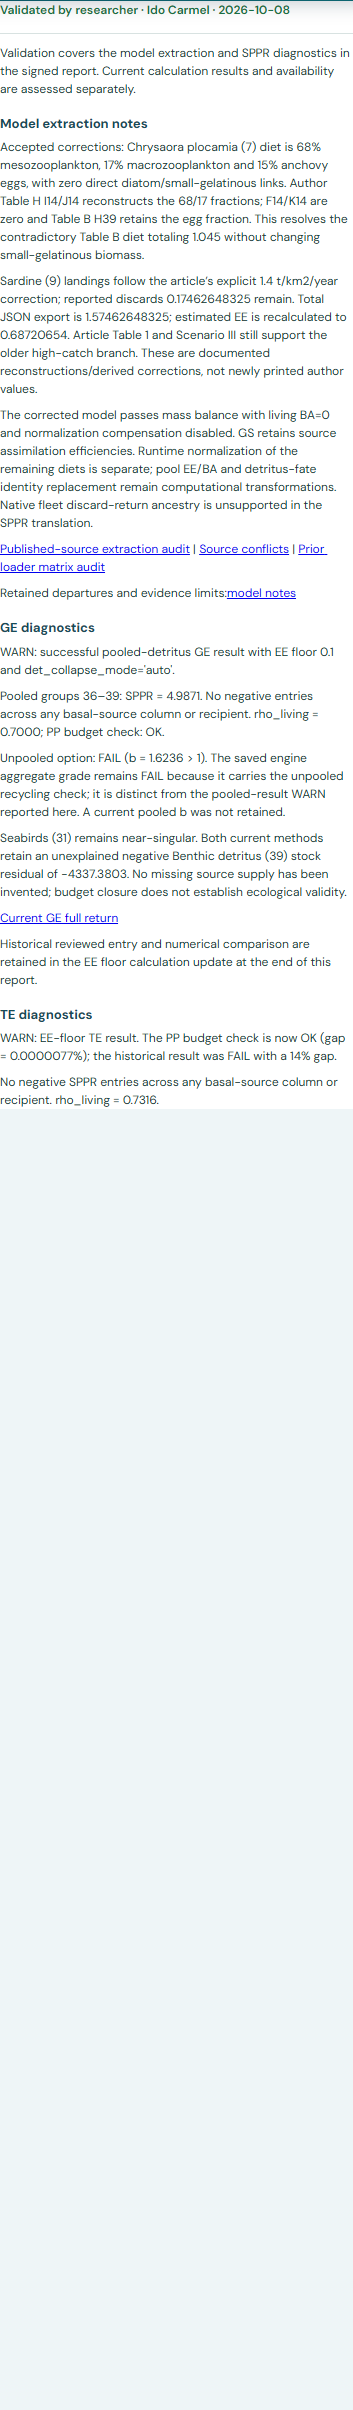 Validated by researcher · Ido Carmel · 2026-10-08
Validation covers the model extraction and SPPR diagnostics in
the signed report. Current calculation results and availability
are assessed separately.
Model extraction notes
Accepted corrections: Chrysaora plocamia (7) diet is 68%
mesozooplankton, 17% macrozooplankton and 15% anchovy
eggs, with zero direct diatom/small-gelatinous links. Author
Table H I14/J14 reconstructs the 68/17 fractions; F14/K14 are
zero and Table B H39 retains the egg fraction. This resolves the
contradictory Table B diet totaling 1.045 without changing
small-gelatinous biomass.
Sardine (9) landings follow the article's explicit 1.4 t/km2/year
correction; reported discards 0.17462648325 remain. Total
JSON export is 1.57462648325; estimated EE is recalculated to
0.68720654. Article Table 1 and Scenario III still support the
older high-catch branch. These are documented
reconstructions/derived corrections, not newly printed author
values.
The corrected model passes mass balance with living BA=0
and normalization compensation disabled. GS retains source
assimilation efficiencies. Runtime normalization of the
remaining diets is separate; pool EE/BA and detritus-fate
identity replacement remain computational transformations.
Native fleet discard-return ancestry is unsupported in the
SPPR translation.
Published-source extraction audit | Source conflicts | Prior
loader matrix audit
Retained departures and evidence limits:model notes
GE diagnostics
WARN: successful pooled-detritus GE result with EE floor 0.1
and det_collapse_mode='auto'.
Pooled groups 36–39: SPPR = 4.9871. No negative entries
across any basal-source column or recipient. rho_living =
0.7000; PP budget check: OK.
Unpooled option: FAIL (b = 1.6236 > 1). The saved engine
aggregate grade remains FAIL because it carries the unpooled
recycling check; it is distinct from the pooled-result WARN
reported here. A current pooled b was not retained.
Seabirds (31) remains near-singular. Both current methods
retain an unexplained negative Benthic detritus (39) stock
residual of -4337.3803. No missing source supply has been
invented; budget closure does not establish ecological validity.
Current GE full return
Historical reviewed entry and numerical comparison are
retained in the EE floor calculation update at the end of this
report.
TE diagnostics
WARN: EE-floor TE result. The PP budget check is now OK (gap
= 0.0000077%); the historical result was FAIL with a 14% gap.
No negative SPPR entries across any basal-source column or
recipient. rho_living = 0.7316.